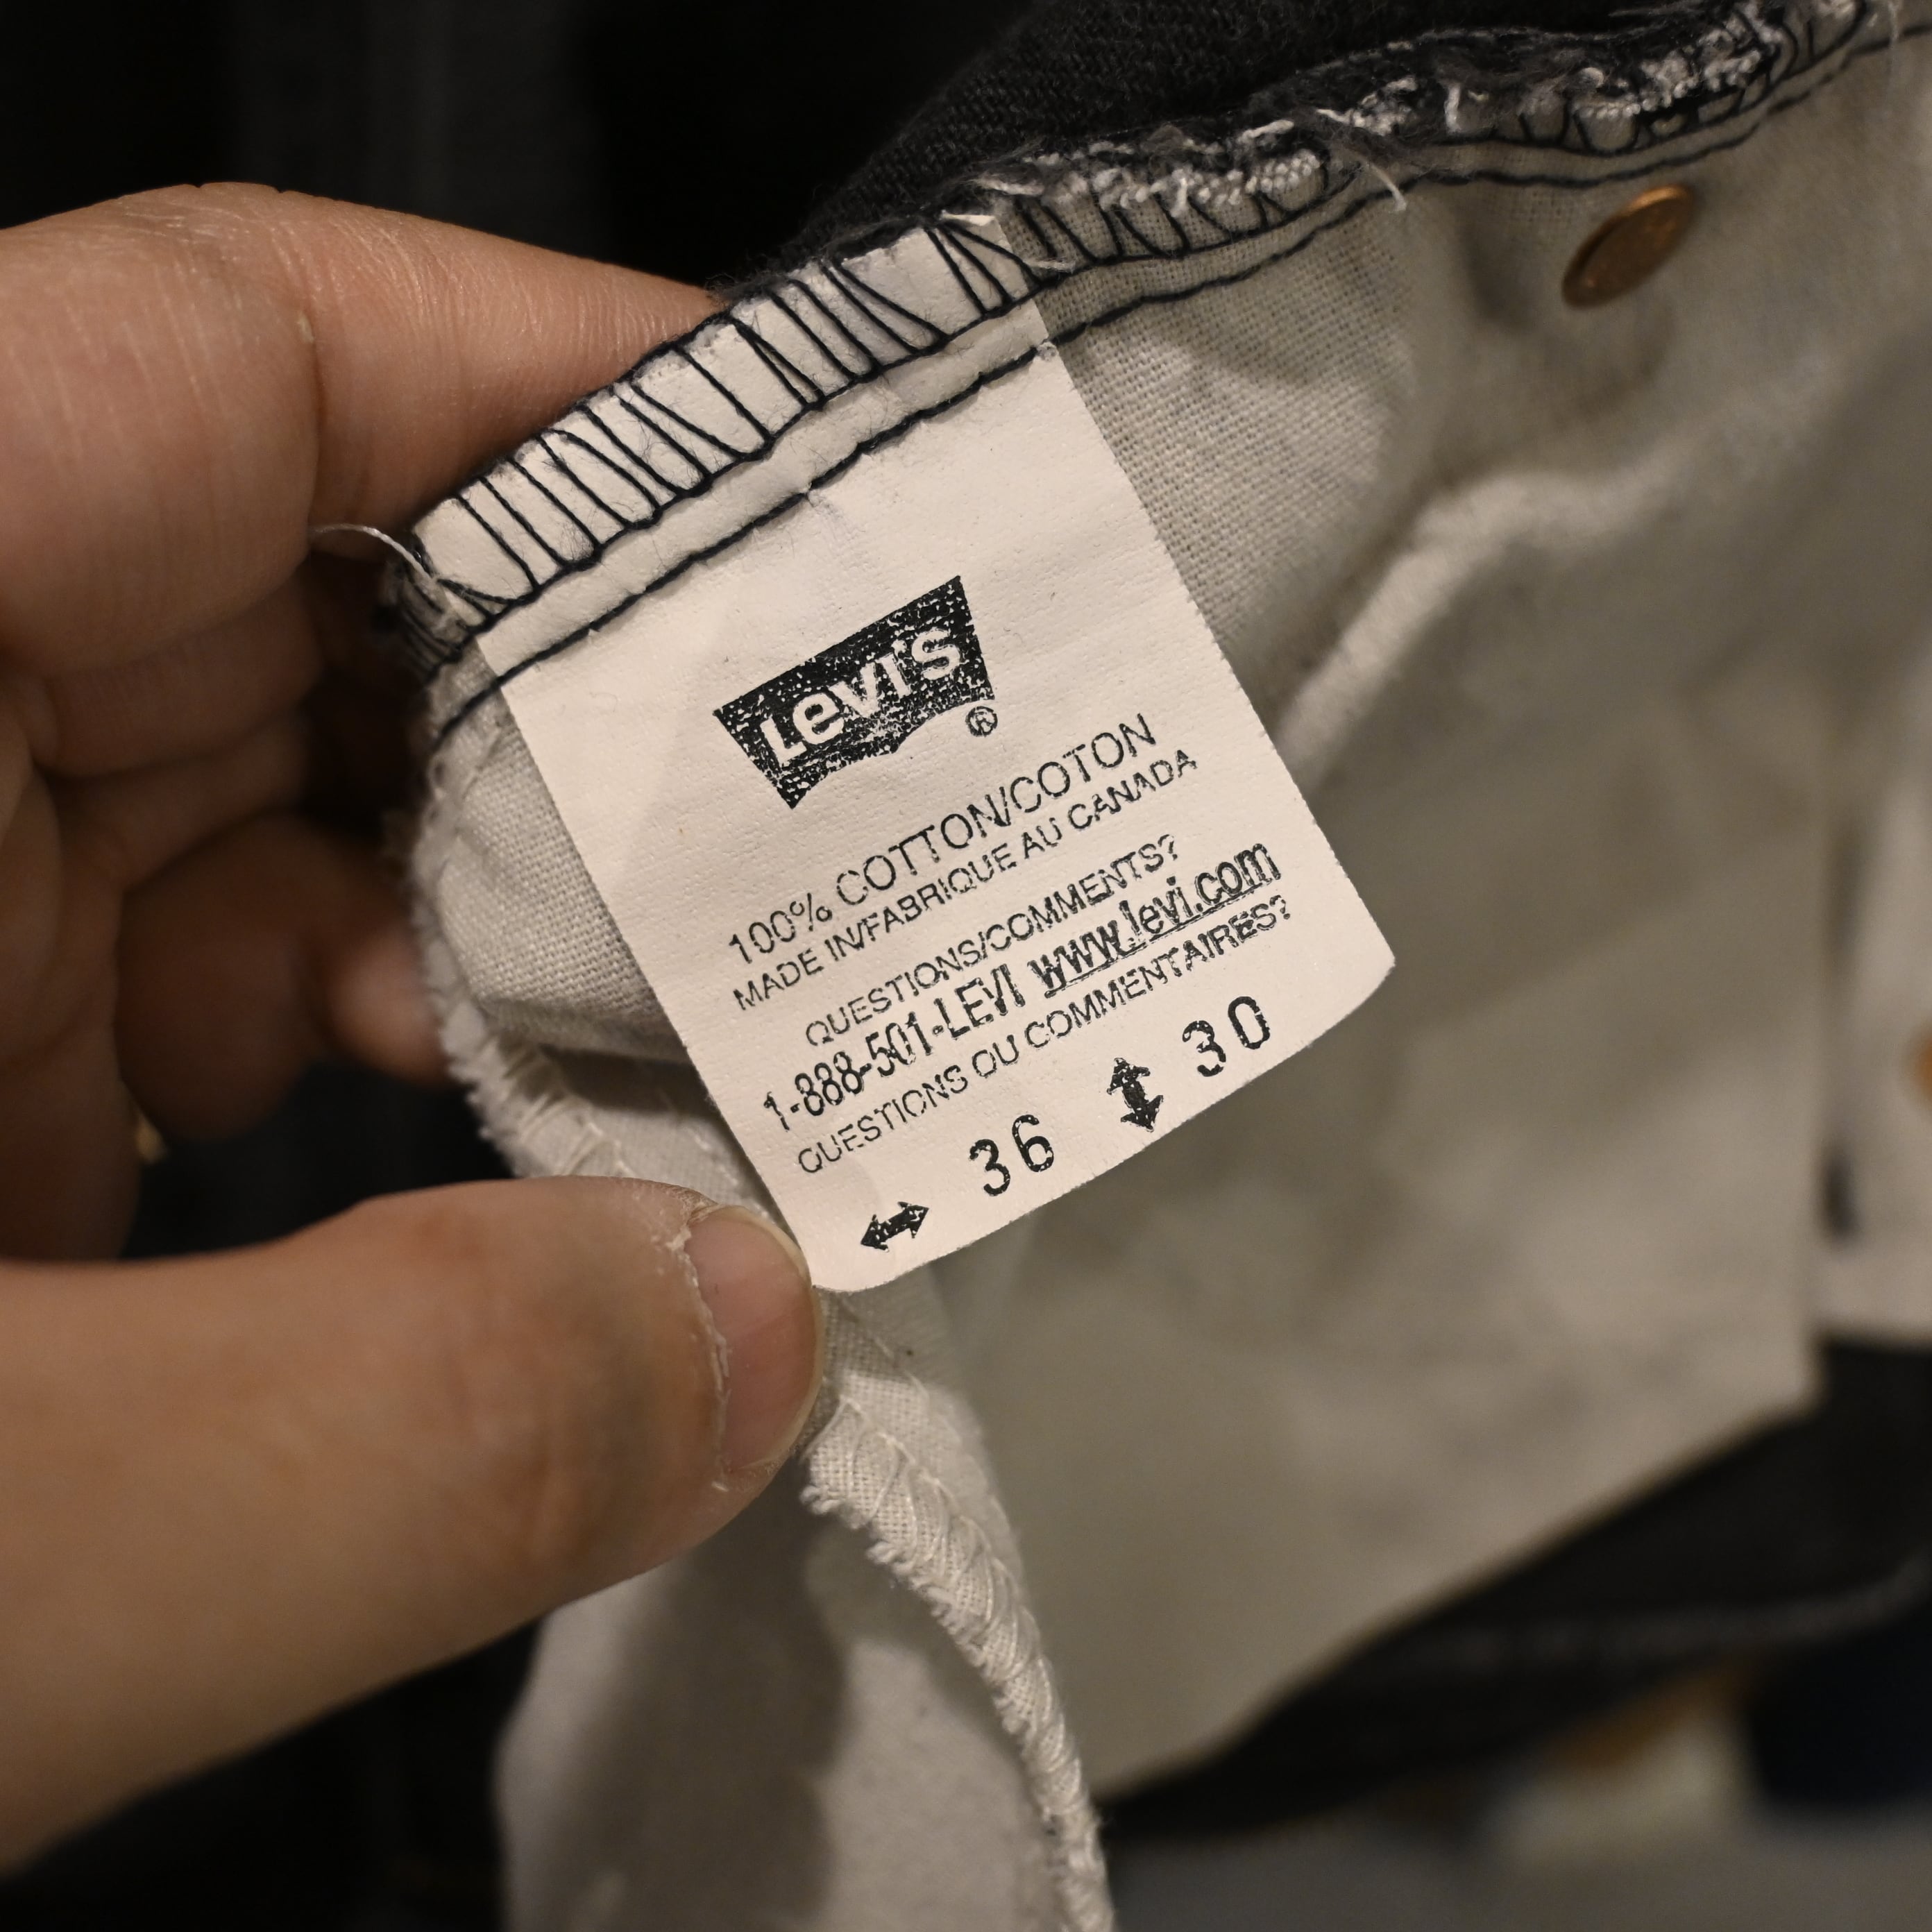 Levi's ®
100% COTTON/COTON
MADE IN/FABRIQUE AU CANADA
QUESTIONS/COMMENTS?
1-888-501-LEVI www.levi.com
QUESTIONS OU COMMENTAIRES?
↔ 36 ↕ 30